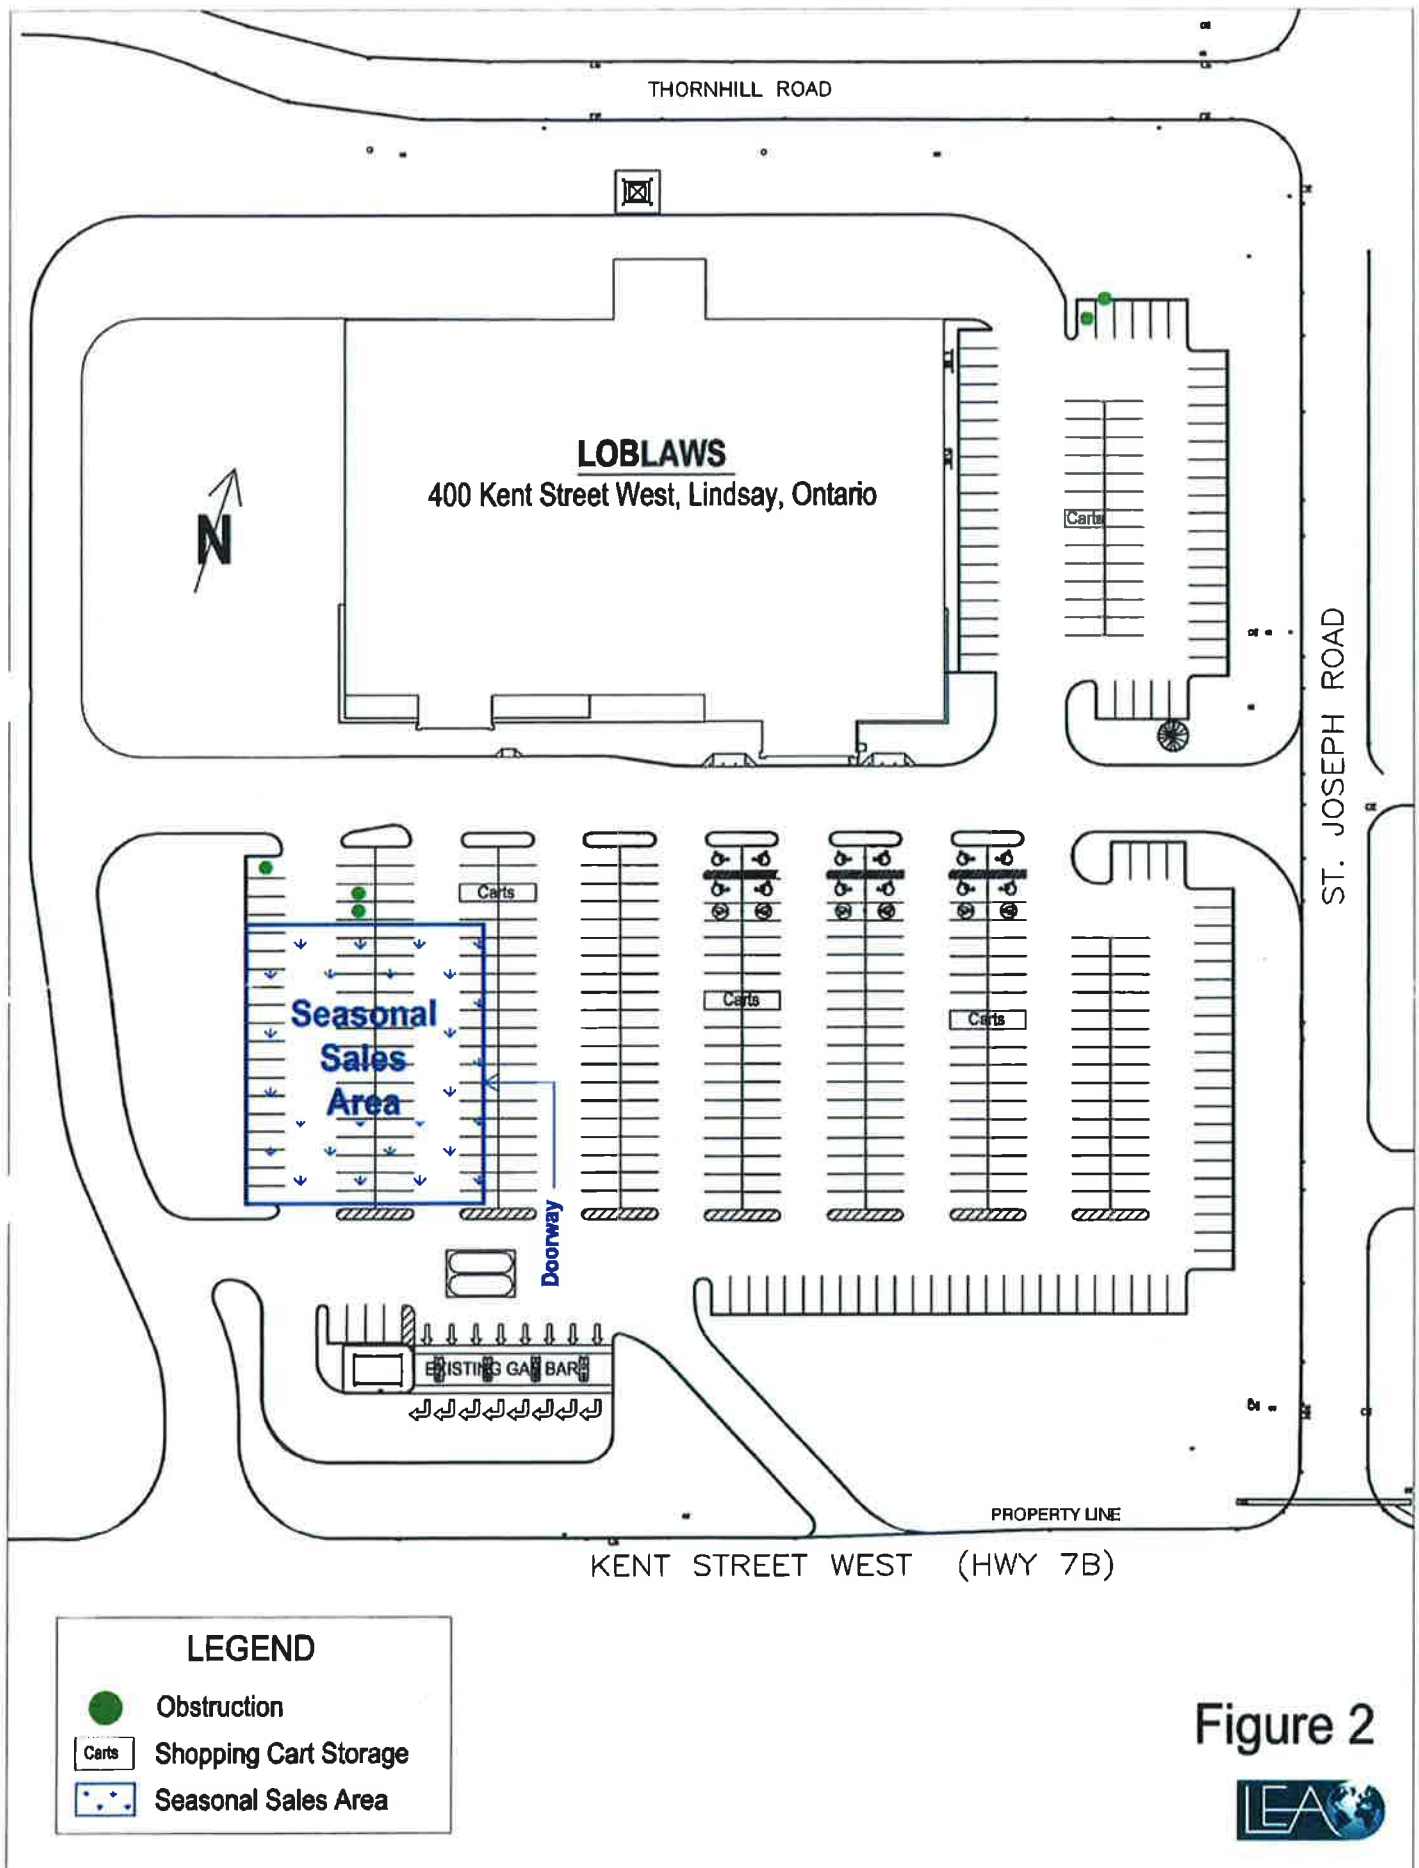 THORNHILL ROAD
LOBLAWS
400 Kent Street West, Lindsay, Ontario
N
Carts
ST. JOSEPH ROAD
Carts
Seasonal
Sales
Area
Carts
Carts
Doorway
EXISTING GAS BAR
PROPERTY LINE
KENT STREET WEST (HWY 7B)
LEGEND
Obstruction
Carts Shopping Cart Storage
Seasonal Sales Area
Figure 2
LEA